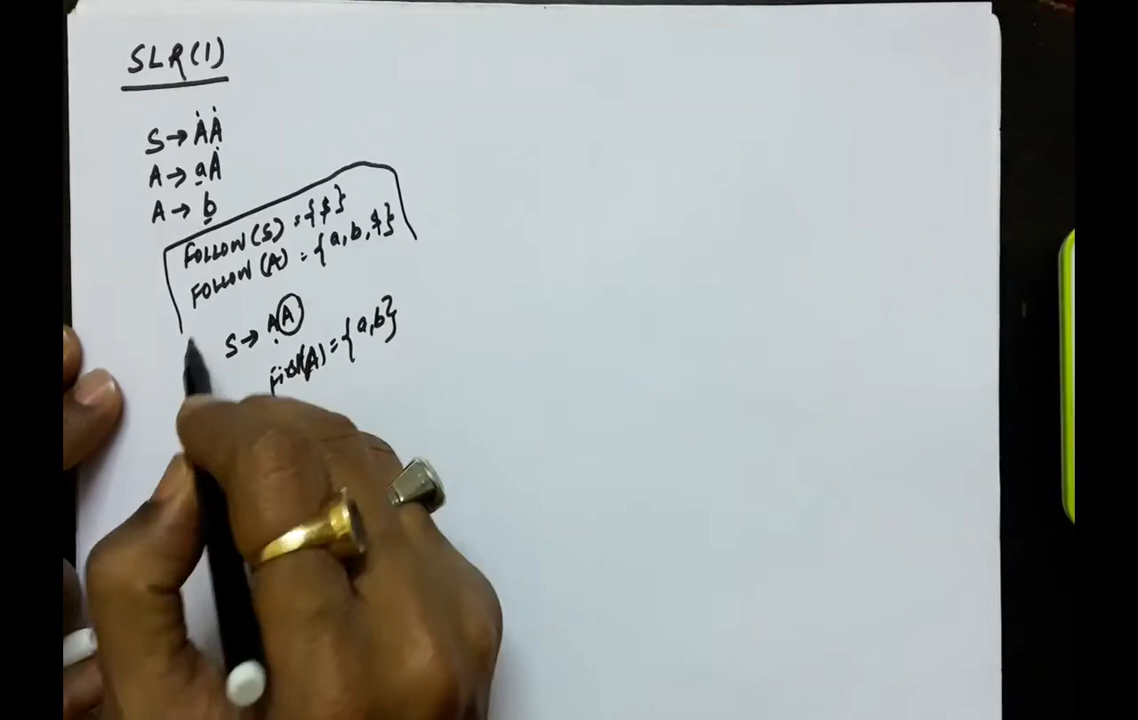 SLR(1)
S→AA
A→aA
A→b
FOLLOW(S)={$}
FOLLOW(A)={a,b,$}
S→AA
first(A)={a,b}